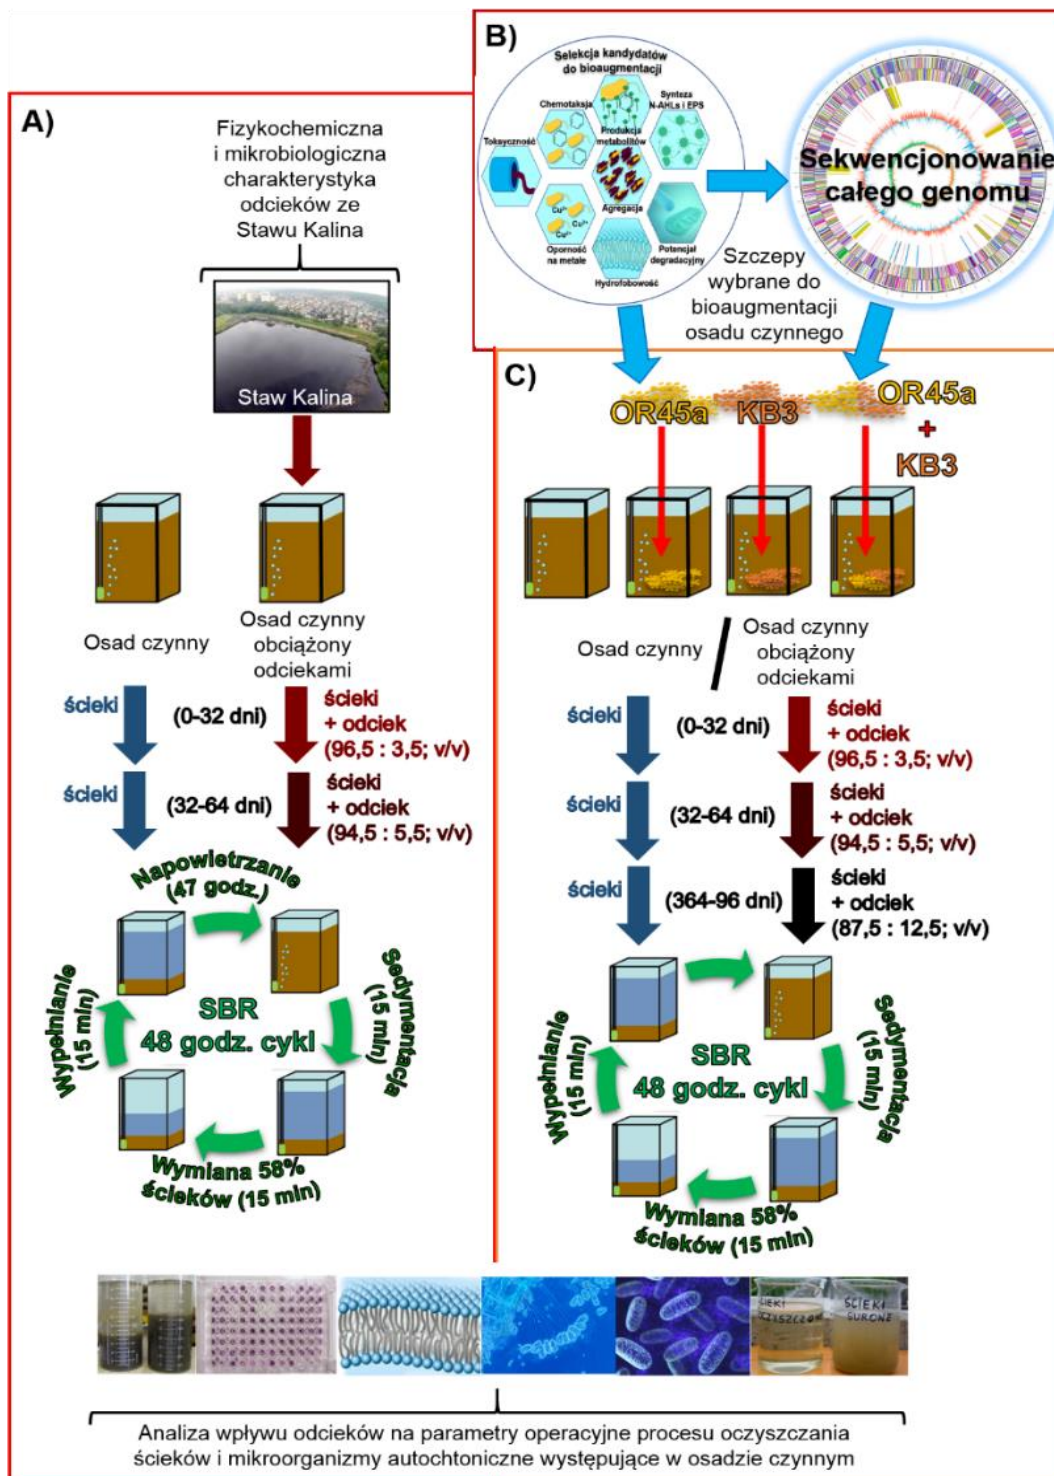 A)
Fizykochemiczna
i mikrobiologiczna
charakterystyka
odcieków ze
Stawu Kalina
Staw Kalina
Osad czynny
Osad czynny
obciążony
odciekami
ścieki
(0-32 dni)
ścieki
+ odciek
(96,5 : 3,5; v/v)
ścieki
(32-64 dni)
ścieki
+ odciek
(94,5 : 5,5; v/v)
Napowietrzanie
(47 godz.)
Sedymentacja
(15 min)
Wymiana 58%
ścieków (15 min)
Wypełnianie
(15 min)
SBR
48 godz. cykl
B)
Selekcja kandydatów
do bioaugmentacji
Chemotaksja
Synteza
N-AHLs i EPS
Toksyczność
Produkcja
metabolitów
Agregacja
Cu²⁺
Cu²⁺
Cu²⁺
Oporność
na metale
Potencjał
degradacyjny
Hydrofobowość
Sekwencjonowanie
całego genomu
Szczepy
wybrane do
bioaugmentacji
osadu czynnego
C)
OR45a
KB3
OR45a
+
KB3
Osad czynny
/
Osad czynny
obciążony
odciekami
ścieki
(0-32 dni)
ścieki
+ odciek
(96,5 : 3,5; v/v)
ścieki
(32-64 dni)
ścieki
+ odciek
(94,5 : 5,5; v/v)
ścieki
(364-96 dni)
ścieki
+ odciek
(87,5 : 12,5; v/v)
Sedymentacja
(15 min)
Wymiana 58%
ścieków (15 min)
Wypełnianie
(15 min)
SBR
48 godz. cykl
ŚCIEKI
SUROWE
Analiza wpływu odcieków na parametry operacyjne procesu oczyszczania
ścieków i mikroorganizmy autochtoniczne występujące w osadzie czynnym